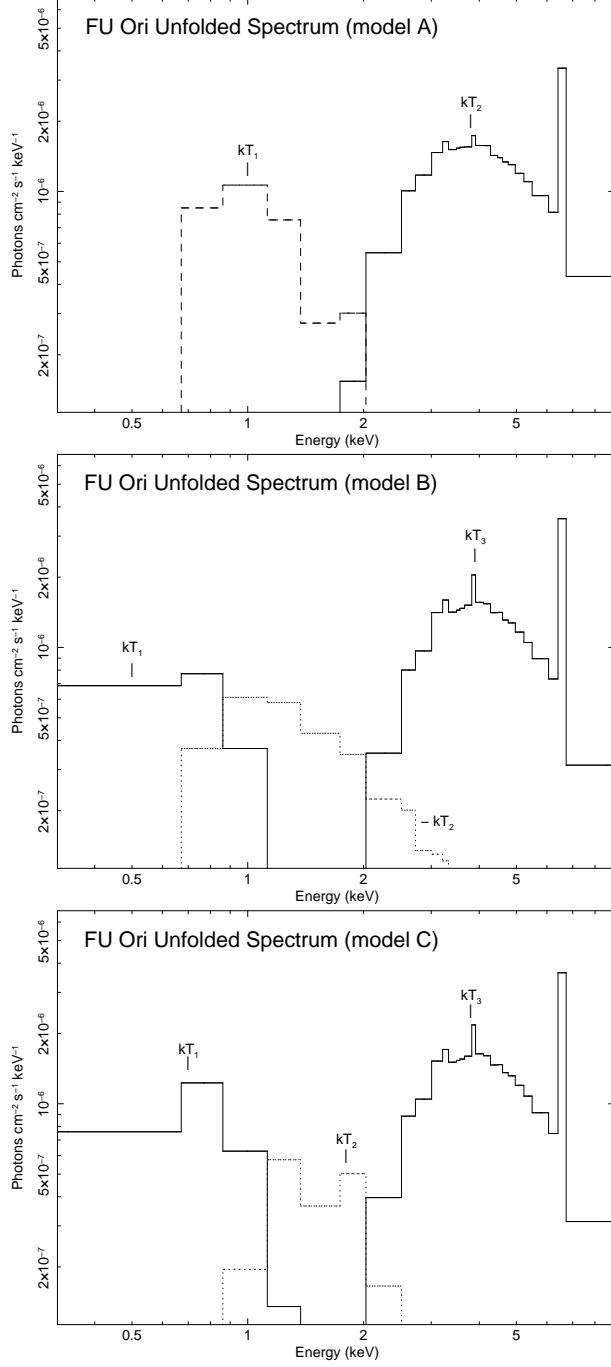 FU Ori Unfolded Spectrum (model A)
kT₁
kT₂
Photons cm⁻² s⁻¹ keV⁻¹
5×10⁻⁶
2×10⁻⁶
10⁻⁶
5×10⁻⁷
2×10⁻⁷
0.5 1 2 5
Energy (keV)
FU Ori Unfolded Spectrum (model B)
kT₁
kT₃
– kT₂
Photons cm⁻² s⁻¹ keV⁻¹
5×10⁻⁶
2×10⁻⁶
10⁻⁶
5×10⁻⁷
2×10⁻⁷
0.5 1 2 5
Energy (keV)
FU Ori Unfolded Spectrum (model C)
kT₁
kT₂
kT₃
Photons cm⁻² s⁻¹ keV⁻¹
5×10⁻⁶
2×10⁻⁶
10⁻⁶
5×10⁻⁷
2×10⁻⁷
0.5 1 2 5
Energy (keV)